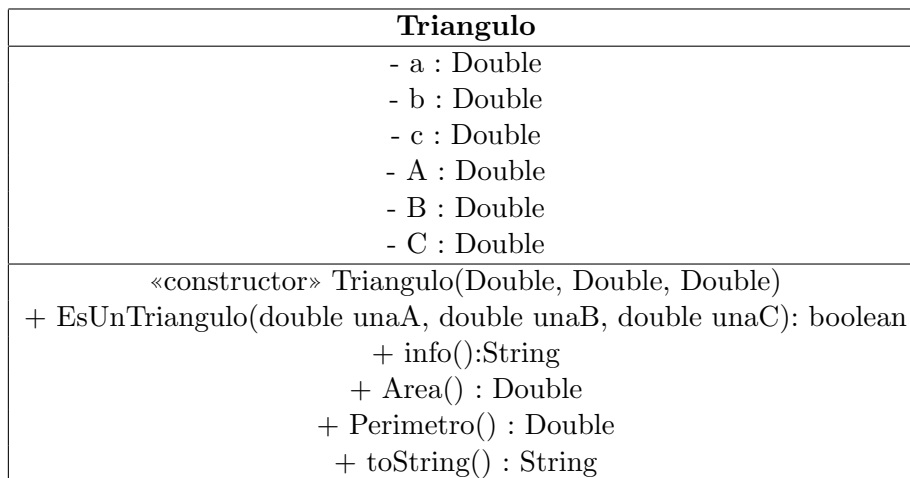 Triangulo
- a : Double
- b : Double
- c : Double
- A : Double
- B : Double
- C : Double
«constructor» Triangulo(Double, Double, Double)
+ EsUnTriangulo(double unaA, double unaB, double unaC): boolean
+ info():String
+ Area() : Double
+ Perimetro() : Double
+ toString() : String